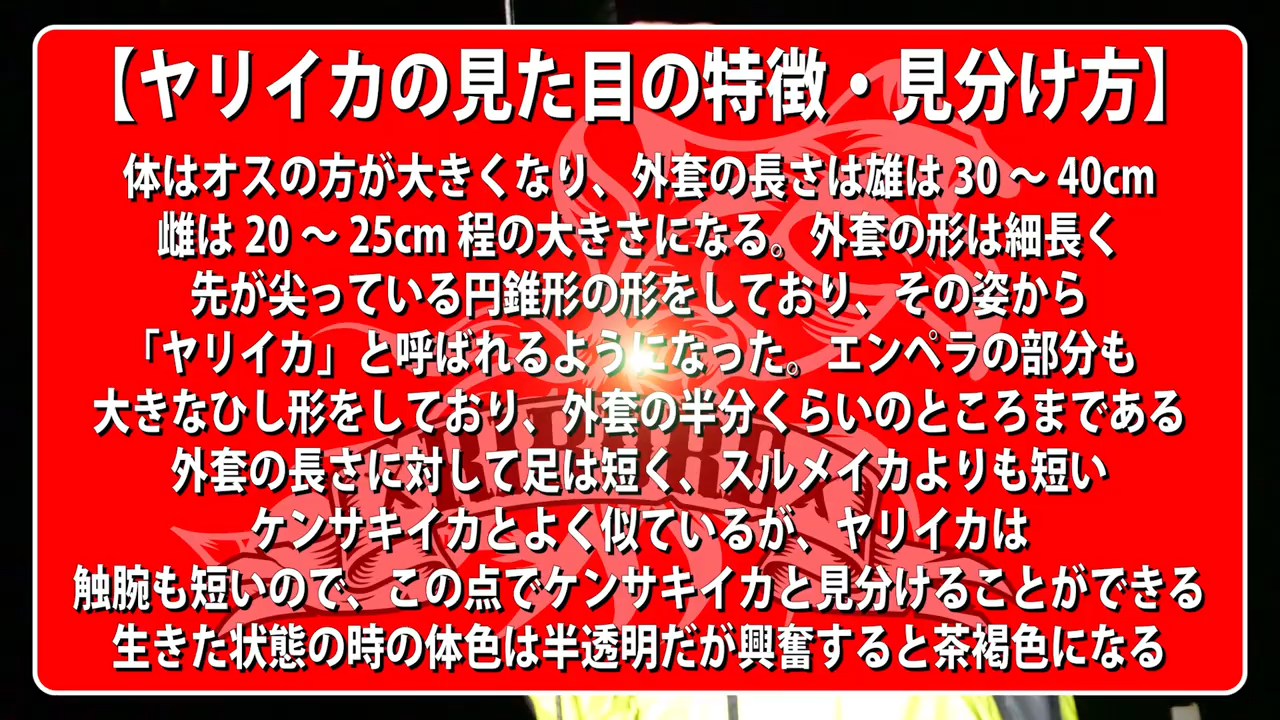 【ヤリイカの見た目の特徴・見分け方】
体はオスの方が大きくなり、外套の長さは雄は 30 〜 40cm
雌は 20 〜 25cm 程の大きさになる。外套の形は細長く
先が尖っている円錐形の形をしており、その姿から
「ヤリイカ」と呼ばれるようになった。エンペラの部分も
大きなひし形をしており、外套の半分くらいのところまである
外套の長さに対して足は短く、スルメイカよりも短い
ケンサキイカとよく似ているが、ヤリイカは
触腕も短いので、この点でケンサキイカと見分けることができる
生きた状態の時の体色は半透明だが興奮すると茶褐色になる